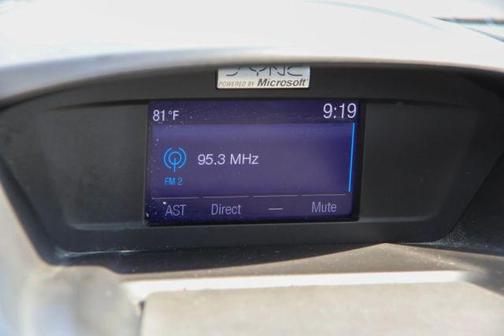 SYNC
POWERED BY Microsoft
81°F 9:19
95.3 MHz
FM 2
AST Direct — Mute